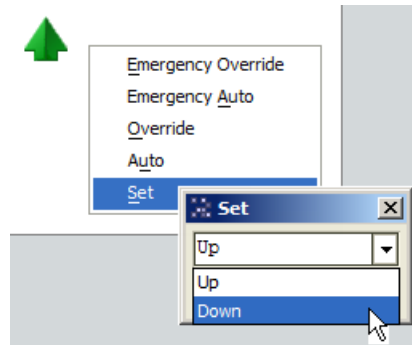 Emergency Override
Emergency Auto
Override
Auto
Set
Set
Up
Up
Down